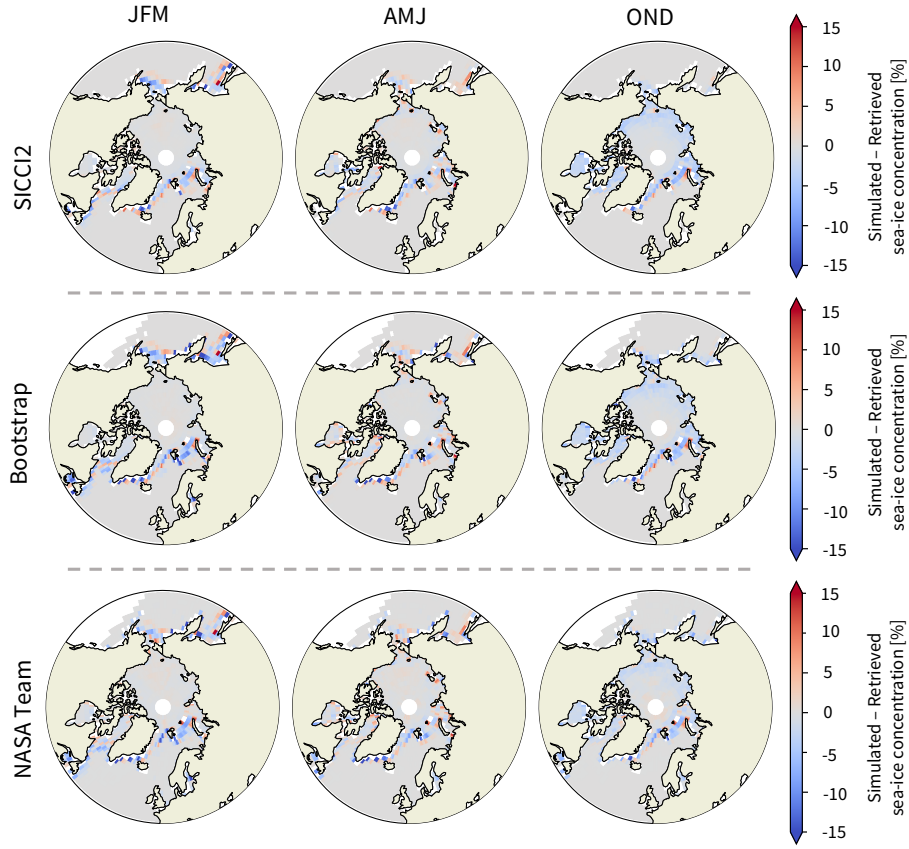 JFM AMJ OND
SICCI2
15
10
5
0
-5
-10
-15
Simulated – Retrieved
sea-ice concentration [%]
Bootstrap
15
10
5
0
-5
-10
-15
Simulated – Retrieved
sea-ice concentration [%]
NASA Team
15
10
5
0
-5
-10
-15
Simulated – Retrieved
sea-ice concentration [%]